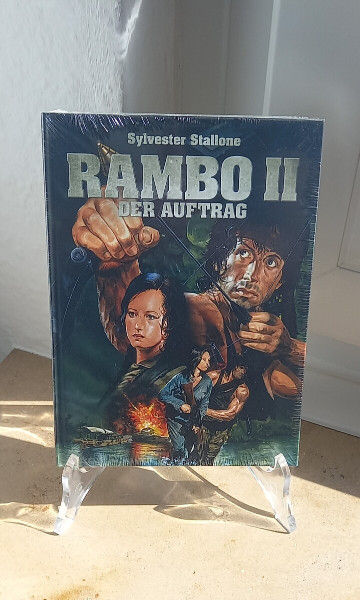 Sylvester Stallone
RAMBO II
DER AUFTRAG